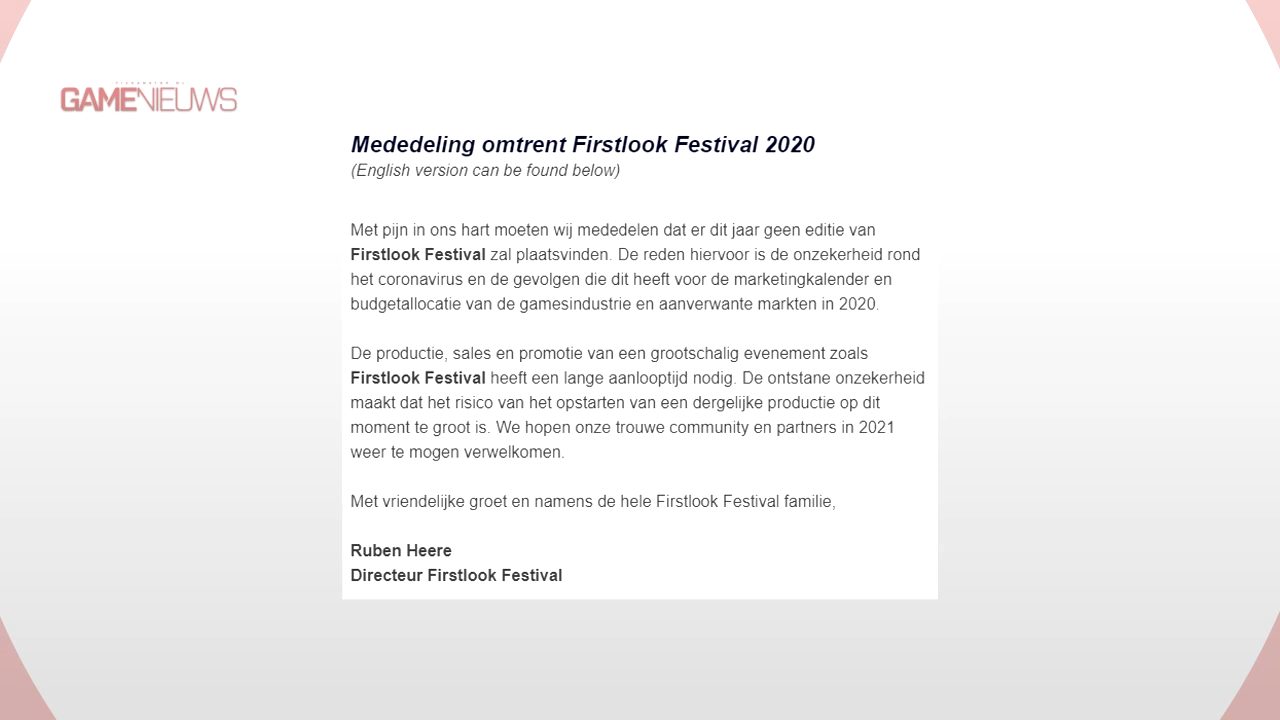 GAMENIEUWS
Mededeling omtrent Firstlook Festival 2020
(English version can be found below)
Met pijn in ons hart moeten wij mededelen dat er dit jaar geen editie van
Firstlook Festival zal plaatsvinden. De reden hiervoor is de onzekerheid rond
het coronavirus en de gevolgen die dit heeft voor de marketingkalender en
budgetallocatie van de gamesindustrie en aanverwante markten in 2020.
De productie, sales en promotie van een grootschalig evenement zoals
Firstlook Festival heeft een lange aanlooptijd nodig. De ontstane onzekerheid
maakt dat het risico van het opstarten van een dergelijke productie op dit
moment te groot is. We hopen onze trouwe community en partners in 2021
weer te mogen verwelkomen.
Met vriendelijke groet en namens de hele Firstlook Festival familie,
Ruben Heere
Directeur Firstlook Festival